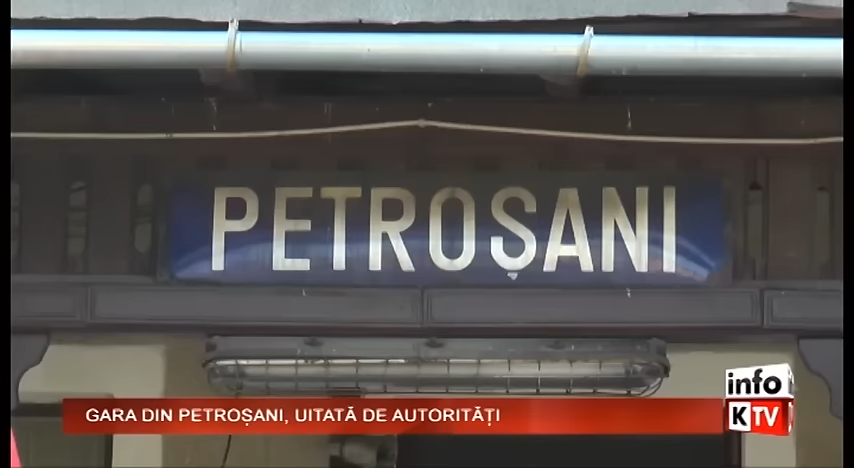 PETROȘANI
GARA DIN PETROȘANI, UITATĂ DE AUTORITĂȚI
info
KTV